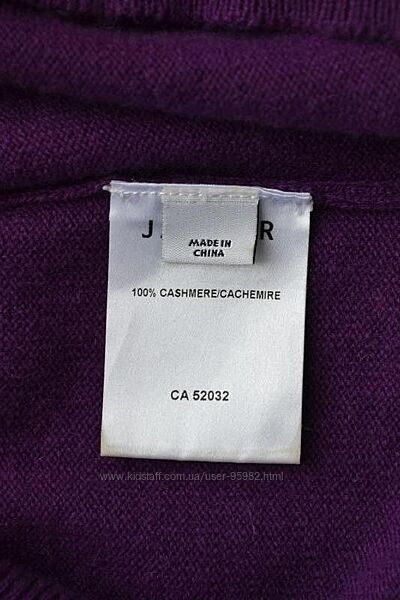 J R
MADE IN
CHINA
100% CASHMERE/CACHEMIRE
CA 52032
www.kidstaff.com.ua/user-95982.html